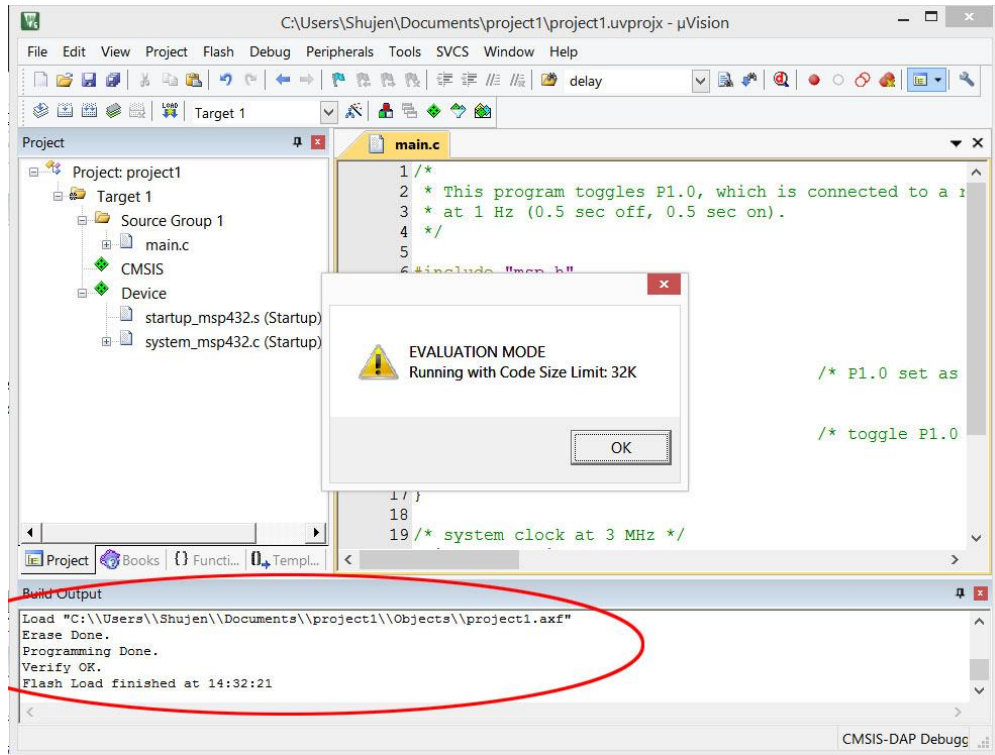 C:\Users\Shujen\Documents\project1\project1.uvprojx - µVision
File Edit View Project Flash Debug Peripherals Tools SVCS Window Help
delay
LOAD Target 1
Project
main.c
Project: project1
Target 1
Source Group 1
main.c
CMSIS
Device
startup_msp432.s (Startup)
system_msp432.c (Startup)
1 /*
2 * This program toggles P1.0, which is connected to a
3 * at 1 Hz (0.5 sec off, 0.5 sec on).
4 */
5
6 #include "msp.h"
/* P1.0 set as
/* toggle P1.0
17 }
18
19 /* system clock at 3 MHz */
EVALUATION MODE
Running with Code Size Limit: 32K
OK
Project Books {} Functi... Templ...
Build Output
Load "C:\\Users\\Shujen\\Documents\\project1\\Objects\\project1.axf"
Erase Done.
Programming Done.
Verify OK.
Flash Load finished at 14:32:21
CMSIS-DAP Debugg